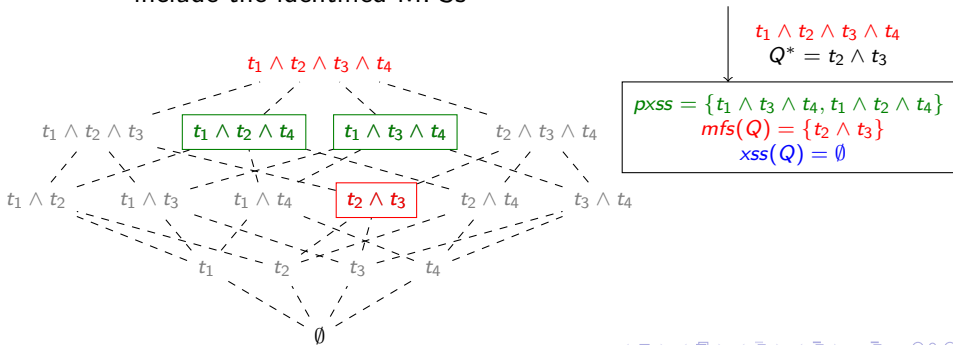 include the identified MFCs
t₁ ∧ t₂ ∧ t₃ ∧ t₄
t₁ ∧ t₂ ∧ t₃ t₁ ∧ t₂ ∧ t₄ t₁ ∧ t₃ ∧ t₄ t₂ ∧ t₃ ∧ t₄
t₁ ∧ t₂ t₁ ∧ t₃ t₁ ∧ t₄ t₂ ∧ t₃ t₂ ∧ t₄ t₃ ∧ t₄
t₁ t₂ t₃ t₄
∅
t₁ ∧ t₂ ∧ t₃ ∧ t₄
Q* = t₂ ∧ t₃
pxss = {t₁ ∧ t₃ ∧ t₄, t₁ ∧ t₂ ∧ t₄}
mfs(Q) = {t₂ ∧ t₃}
xss(Q) = ∅